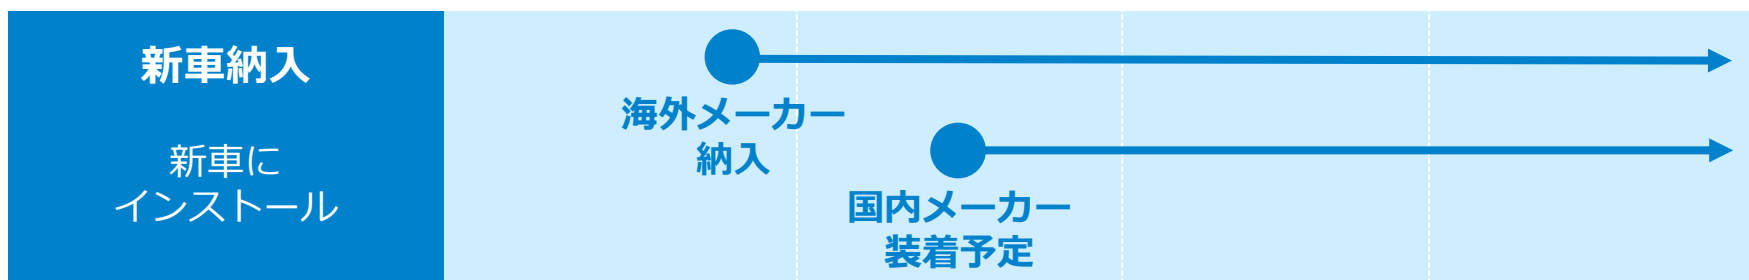 新車納入
新車に
インストール
海外メーカー
納入
国内メーカー
装着予定